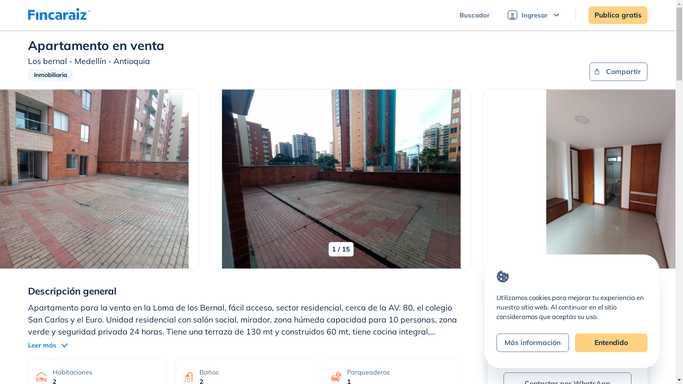 Fincaraiz
Buscador
Ingresar
Publica gratis
Apartamento en venta
Los bernal - Medellín - Antioquia
Inmobiliaria
Compartir
1 / 15
Descripción general
Apartamento para la venta en la Loma de los Bernal, fácil acceso, sector residencial, cerca de la AV: 80, el colegio
San Carlos y el Euro. Unidad residencial con salón social, mirador, zona húmeda capacidad para 10 personas, zona
verde y seguridad privada 24 horas. Tiene una terraza de 130 mt y construidos 60 mt, tiene cocina integral,...
Leer más
Habitaciones
2
Baños
2
Parqueaderos
1
Utilizamos cookies para mejorar tu experiencia en
nuestro sitio web. Al continuar en el sitio
consideramos que aceptas su uso.
Más información
Entendido
Contactar por WhatsApp